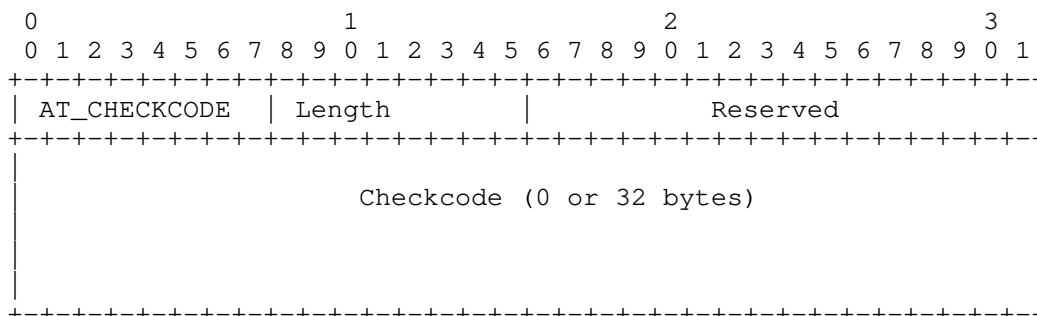 0                   1                   2                   3
0 1 2 3 4 5 6 7 8 9 0 1 2 3 4 5 6 7 8 9 0 1 2 3 4 5 6 7 8 9 0 1
+-+-+-+-+-+-+-+-+-+-+-+-+-+-+-+-+-+-+-+-+-+-+-+-+-+-+-+-+-+-+-+--
| AT_CHECKCODE  | Length        |           Reserved
+-+-+-+-+-+-+-+-+-+-+-+-+-+-+-+-+-+-+-+-+-+-+-+-+-+-+-+-+-+-+-+--
|
|                     Checkcode (0 or 32 bytes)
|
|
|
+-+-+-+-+-+-+-+-+-+-+-+-+-+-+-+-+-+-+-+-+-+-+-+-+-+-+-+-+-+-+-+--